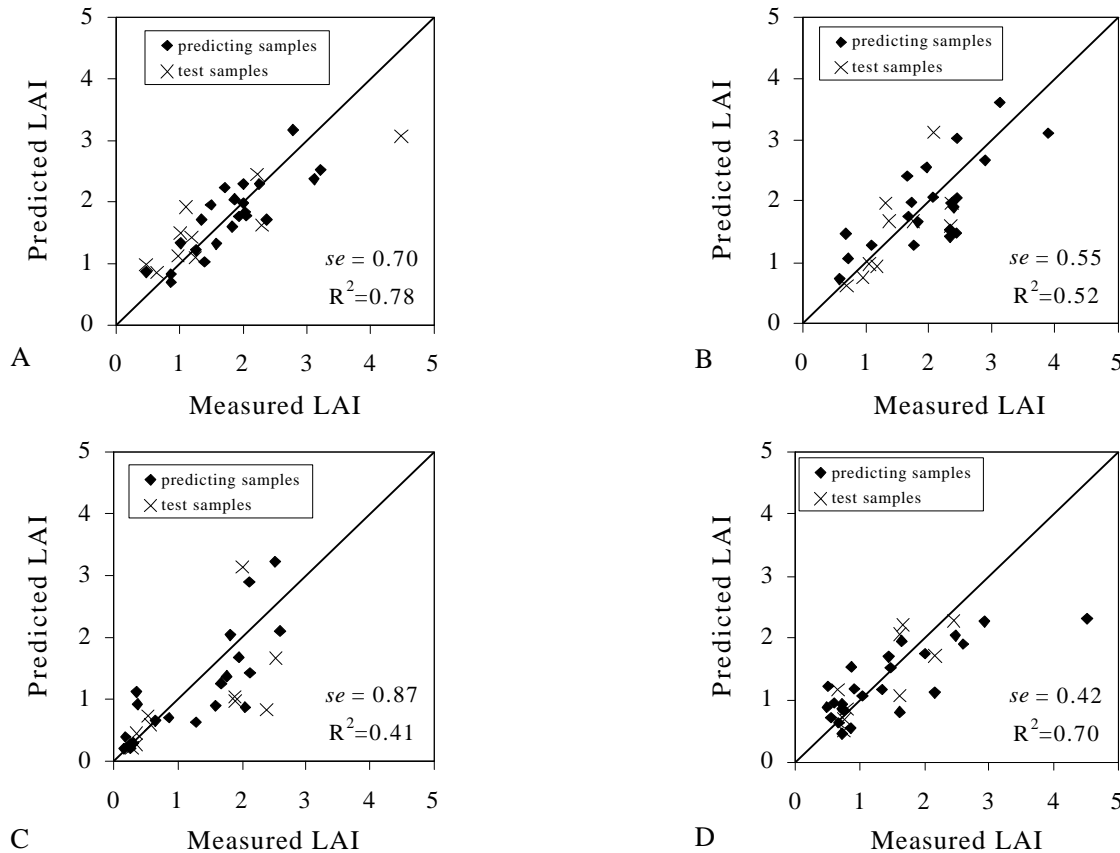 5
4
3
2
1
0
Predicted LAI
predicting samples
test samples
se = 0.70
R²=0.78
0 1 2 3 4 5
A
Measured LAI
5
4
3
2
1
0
Predicted LAI
predicting samples
test samples
se = 0.55
R²=0.52
0 1 2 3 4 5
B
Measured LAI
5
4
3
2
1
0
Predicted LAI
predicting samples
test samples
se = 0.87
R²=0.41
0 1 2 3 4 5
C
Measured LAI
5
4
3
2
1
0
Predicted LAI
predicting samples
test samples
se = 0.42
R²=0.70
0 1 2 3 4 5
D
Measured LAI